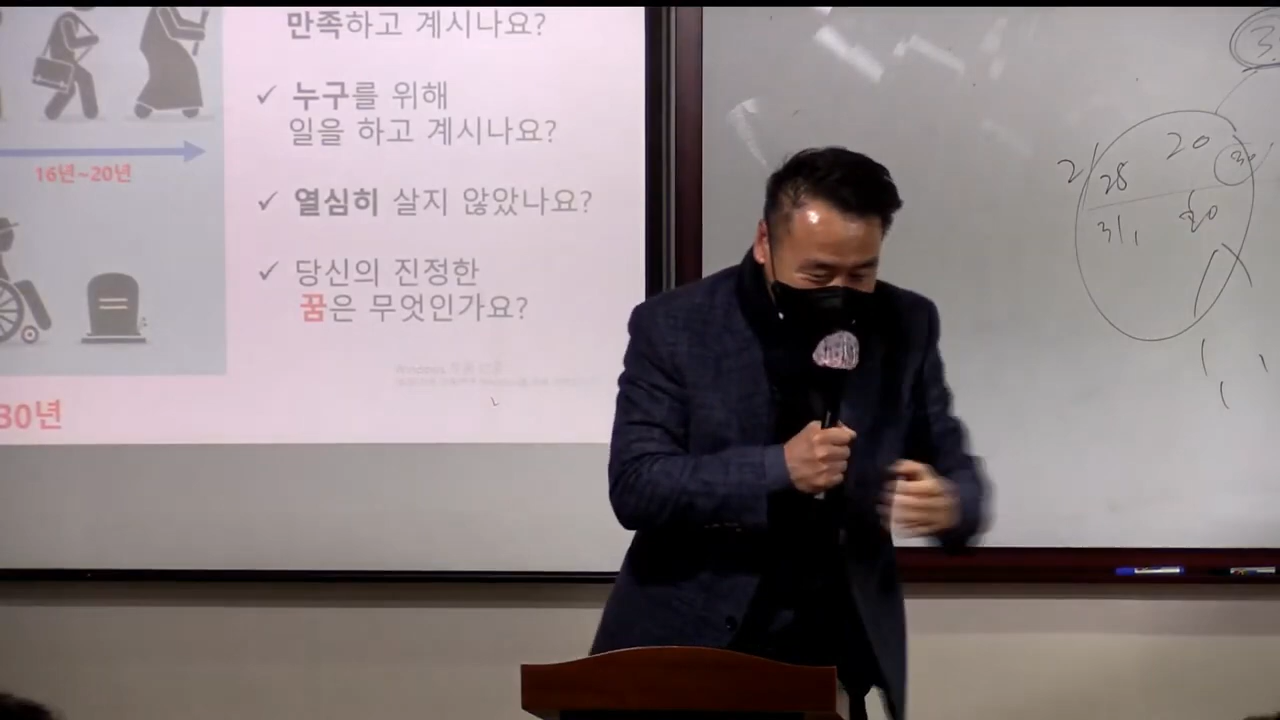 만족하고 계시나요?
✓ 누구를 위해
일을 하고 계시나요?
16년~20년
✓ 열심히 살지 않았나요?
✓ 당신의 진정한
꿈은 무엇인가요?
30년
3
28
20
30